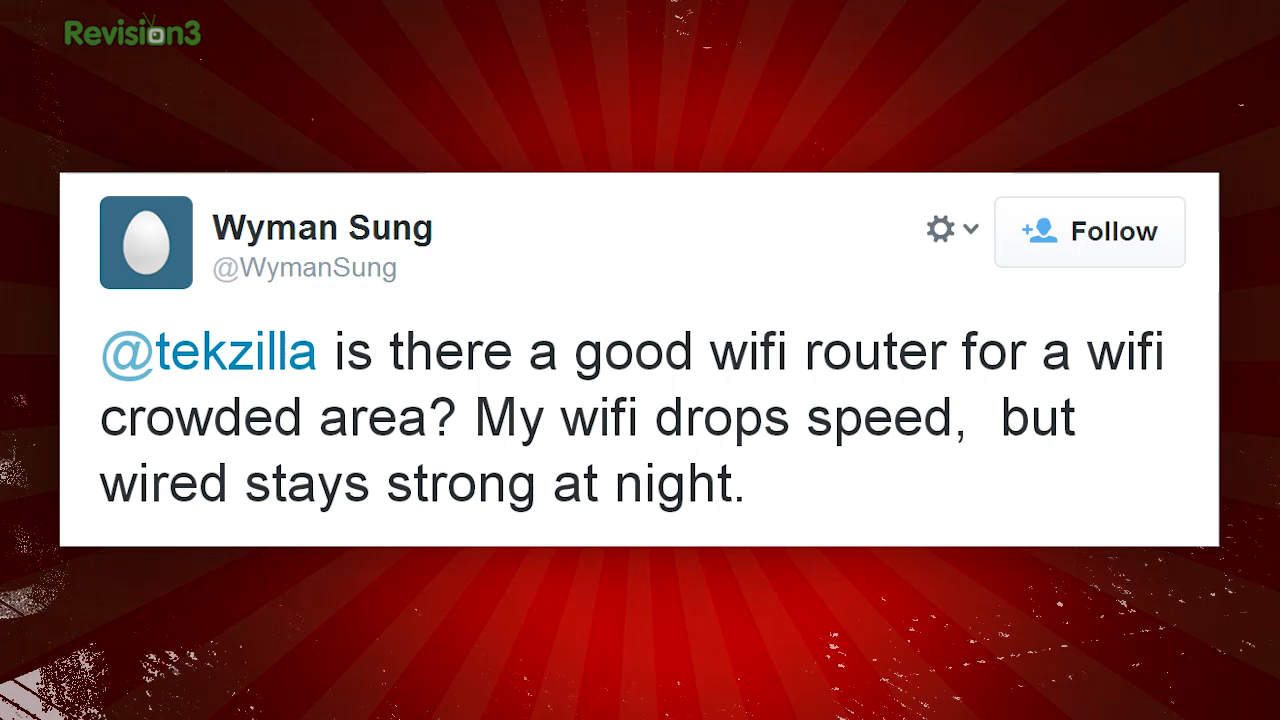 Revision3
Wyman Sung
@WymanSung
Follow
@tekzilla is there a good wifi router for a wifi
crowded area? My wifi drops speed,  but
wired stays strong at night.